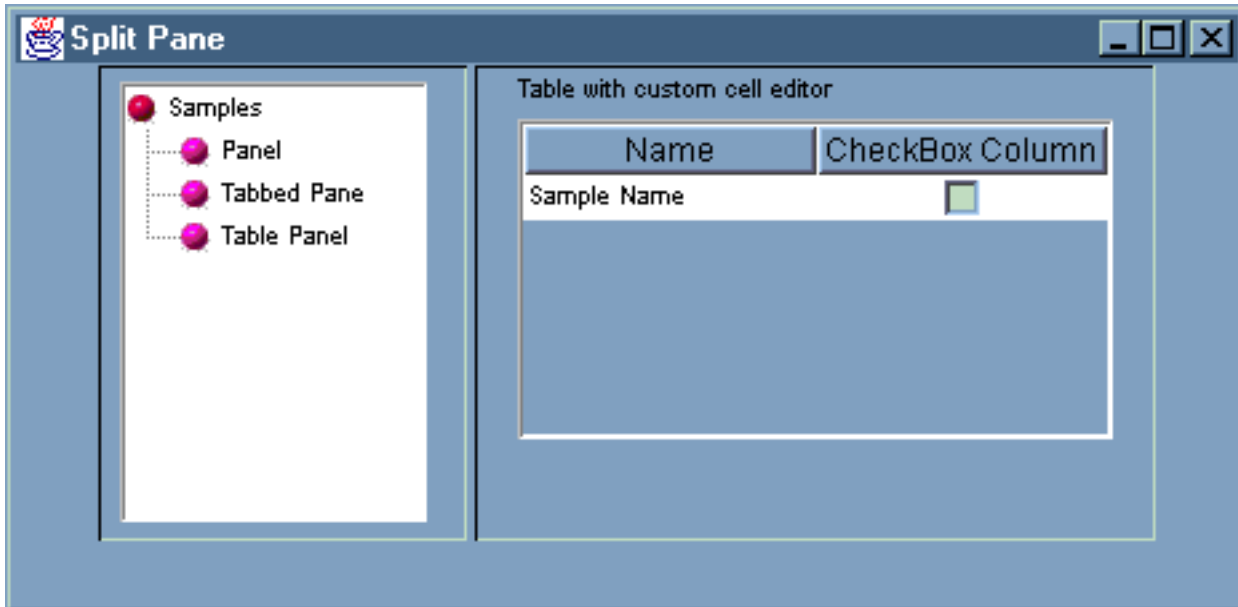 Split Pane
Samples
Panel
Tabbed Pane
Table Panel
Table with custom cell editor
Name CheckBox Column
Sample Name